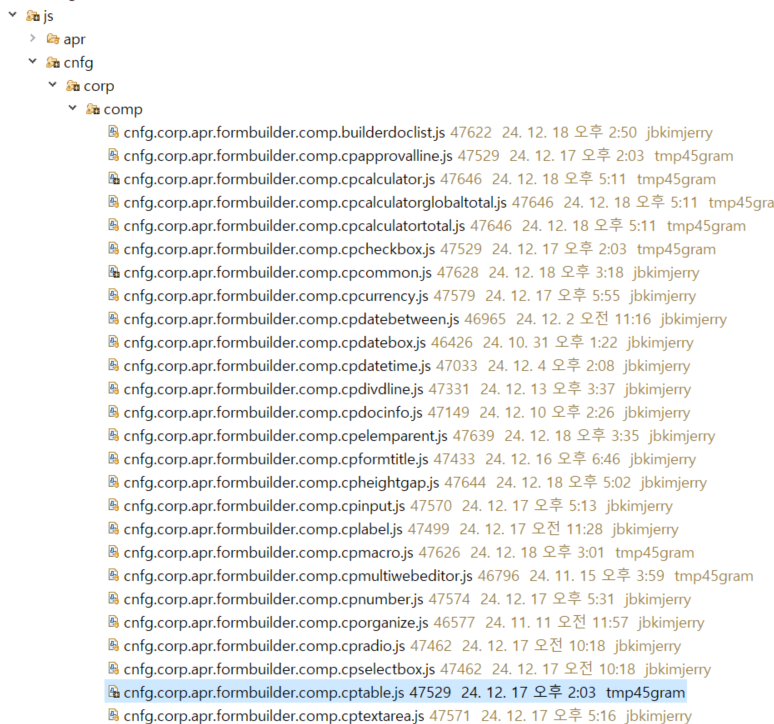 js
apr
cnfg
corp
comp
cnfg.corp.apr.formbuilder.comp.builderdoclist.js 47622 24. 12. 18 오후 2:50 jbkimjerry
cnfg.corp.apr.formbuilder.comp.cpapprovalline.js 47529 24. 12. 17 오후 2:03 tmp45gram
cnfg.corp.apr.formbuilder.comp.cpcalculator.js 47646 24. 12. 18 오후 5:11 tmp45gram
cnfg.corp.apr.formbuilder.comp.cpcalculatorglobaltotal.js 47646 24. 12. 18 오후 5:11 tmp45gra
cnfg.corp.apr.formbuilder.comp.cpcalculatortotal.js 47646 24. 12. 18 오후 5:11 tmp45gram
cnfg.corp.apr.formbuilder.comp.cpcheckbox.js 47529 24. 12. 17 오후 2:03 tmp45gram
cnfg.corp.apr.formbuilder.comp.cpcommon.js 47628 24. 12. 18 오후 3:18 jbkimjerry
cnfg.corp.apr.formbuilder.comp.cpcurrency.js 47579 24. 12. 17 오후 5:55 jbkimjerry
cnfg.corp.apr.formbuilder.comp.cpdatebetween.js 46965 24. 12. 2 오전 11:16 jbkimjerry
cnfg.corp.apr.formbuilder.comp.cpdatebox.js 46426 24. 10. 31 오후 1:22 jbkimjerry
cnfg.corp.apr.formbuilder.comp.cpdatetime.js 47033 24. 12. 4 오후 2:08 jbkimjerry
cnfg.corp.apr.formbuilder.comp.cpdivdline.js 47331 24. 12. 13 오후 3:37 jbkimjerry
cnfg.corp.apr.formbuilder.comp.cpdocinfo.js 47149 24. 12. 10 오후 2:26 jbkimjerry
cnfg.corp.apr.formbuilder.comp.cpelemparent.js 47639 24. 12. 18 오후 3:35 jbkimjerry
cnfg.corp.apr.formbuilder.comp.cpformtitle.js 47433 24. 12. 16 오후 6:46 jbkimjerry
cnfg.corp.apr.formbuilder.comp.cpheightgap.js 47644 24. 12. 18 오후 5:02 jbkimjerry
cnfg.corp.apr.formbuilder.comp.cpinput.js 47570 24. 12. 17 오후 5:13 jbkimjerry
cnfg.corp.apr.formbuilder.comp.cplabel.js 47499 24. 12. 17 오전 11:28 jbkimjerry
cnfg.corp.apr.formbuilder.comp.cpmacro.js 47626 24. 12. 18 오후 3:01 tmp45gram
cnfg.corp.apr.formbuilder.comp.cpmultiwebeditor.js 46796 24. 11. 15 오후 3:59 tmp45gram
cnfg.corp.apr.formbuilder.comp.cpnumber.js 47574 24. 12. 17 오후 5:31 jbkimjerry
cnfg.corp.apr.formbuilder.comp.cporganize.js 46577 24. 11. 11 오전 11:57 jbkimjerry
cnfg.corp.apr.formbuilder.comp.cpradio.js 47462 24. 12. 17 오전 10:18 jbkimjerry
cnfg.corp.apr.formbuilder.comp.cpselectbox.js 47462 24. 12. 17 오전 10:18 jbkimjerry
cnfg.corp.apr.formbuilder.comp.cptable.js 47529 24. 12. 17 오후 2:03 tmp45gram
cnfg.corp.apr.formbuilder.comp.cptextarea.js 47571 24. 12. 17 오후 5:16 jbkimjerry